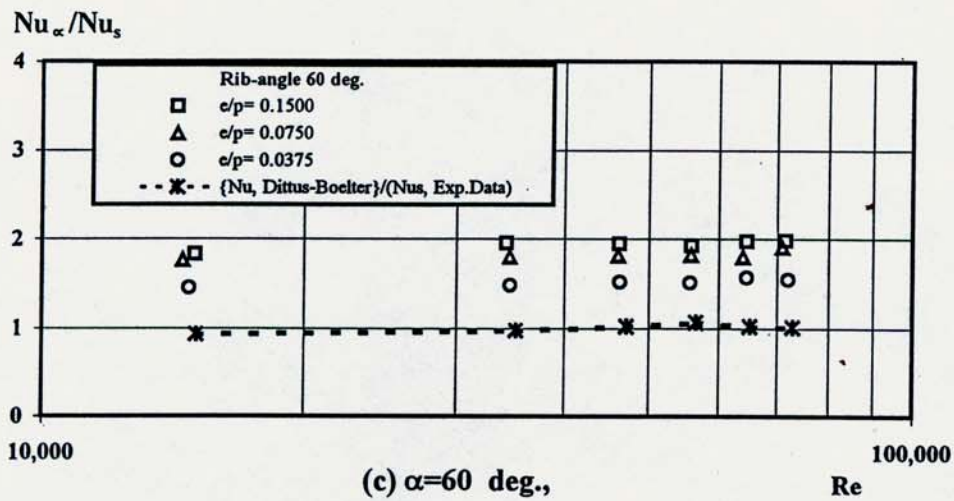 Nu∝/Nus
4
Rib-angle 60 deg.
e/p= 0.1500
e/p= 0.0750
e/p= 0.0375
{Nu, Dittus-Boelter}/(Nus, Exp.Data)
3
2
1
0
10,000
100,000
(c) α=60 deg.,
Re